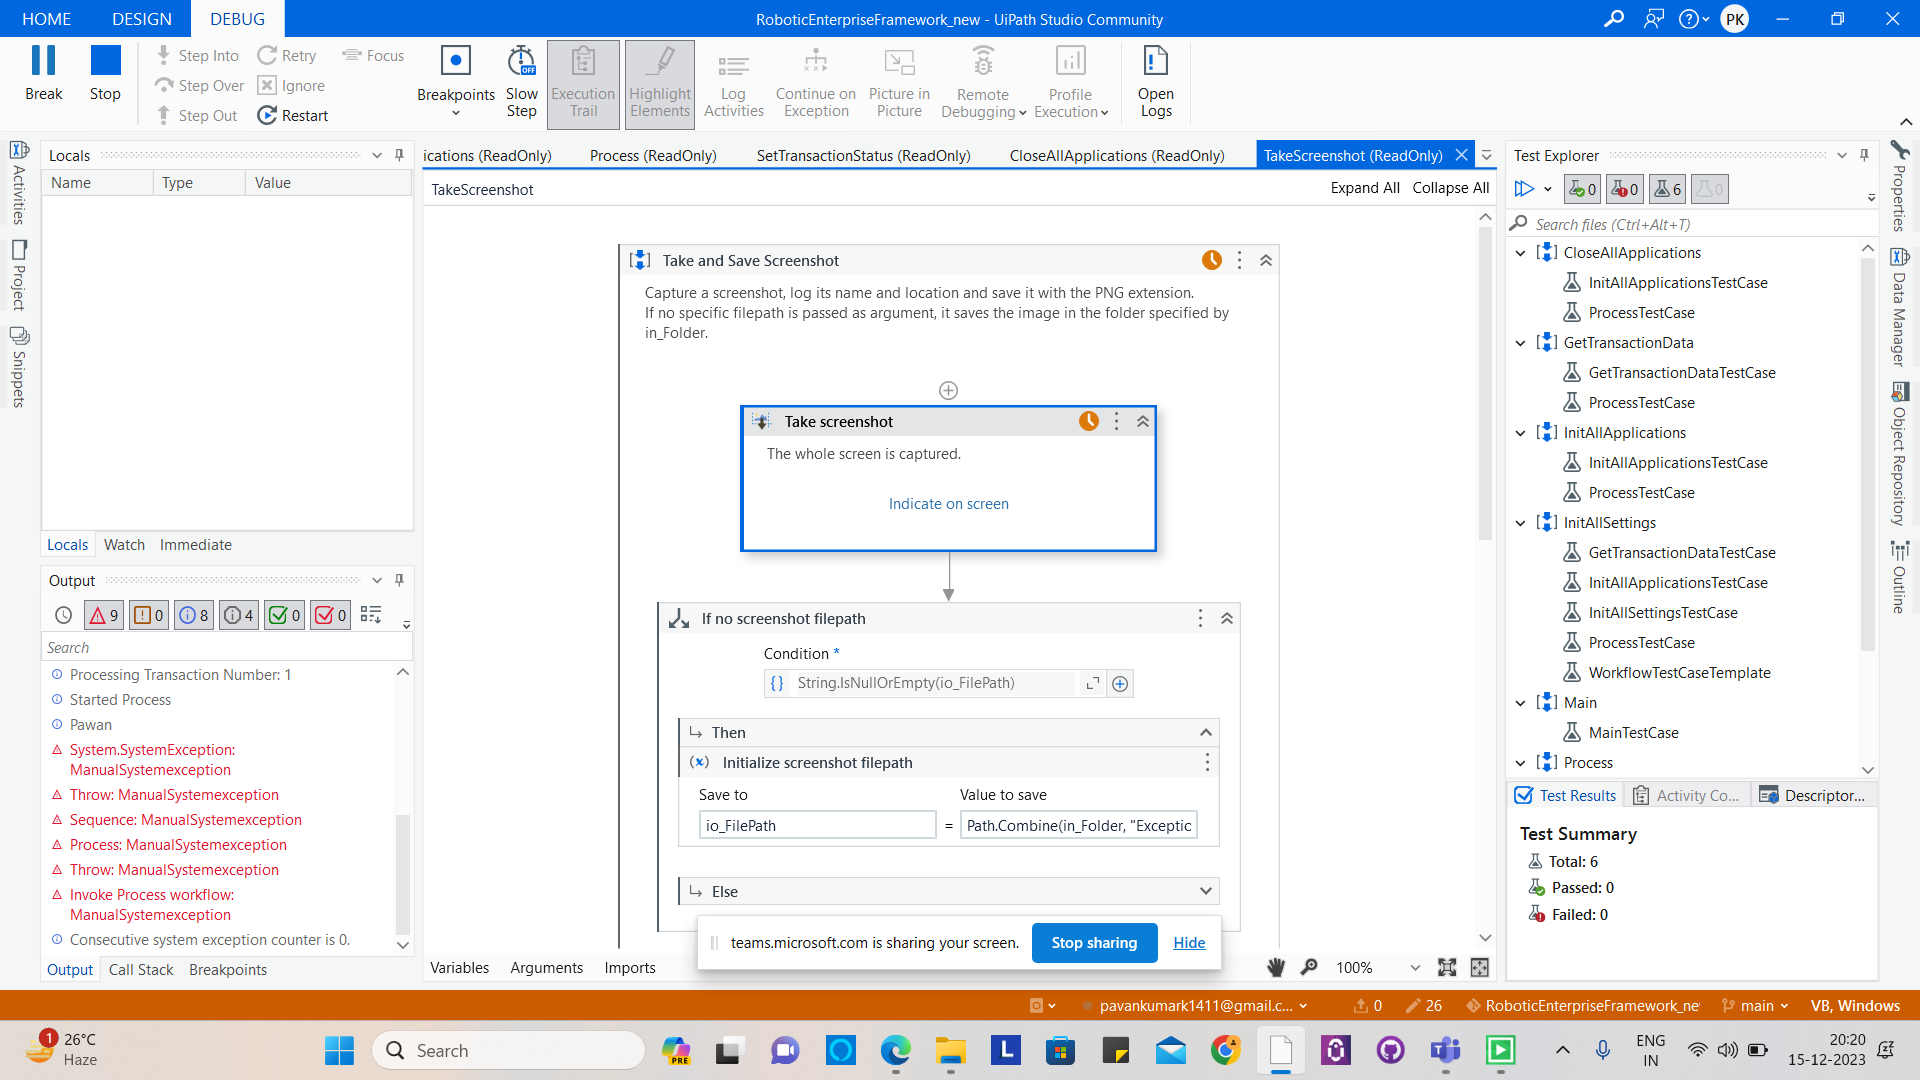 HOME DESIGN DEBUG
RoboticEnterpriseFramework_new - UiPath Studio Community
PK
Break
Stop
Step Into
Step Over
Step Out
Retry
Ignore
Restart
Focus
Breakpoints
Slow Step
OFF
Execution Trail
Highlight Elements
Log Activities
Continue on Exception
Picture in Picture
Remote Debugging
Profile Execution
Open Logs
Activities
Project
Snippets
Locals
Name Type Value
Locals Watch Immediate
Output
9 0 8 4 0 0
Search
Processing Transaction Number: 1
Started Process
Pawan
System.SystemException:
ManualSystemexception
Throw: ManualSystemexception
Sequence: ManualSystemexception
Process: ManualSystemexception
Throw: ManualSystemexception
Invoke Process workflow:
ManualSystemexception
Consecutive system exception counter is 0.
Output Call Stack Breakpoints
ications (ReadOnly) Process (ReadOnly) SetTransactionStatus (ReadOnly) CloseAllApplications (ReadOnly) TakeScreenshot (ReadOnly)
TakeScreenshot
Expand All Collapse All
Take and Save Screenshot
Capture a screenshot, log its name and location and save it with the PNG extension.
If no specific filepath is passed as argument, it saves the image in the folder specified by
in_Folder.
Take screenshot
The whole screen is captured.
Indicate on screen
If no screenshot filepath
Condition *
{} String.IsNullOrEmpty(io_FilePath)
Then
(x) Initialize screenshot filepath
Save to Value to save
io_FilePath = Path.Combine(in_Folder, "Exceptic
Else
teams.microsoft.com is sharing your screen. Stop sharing Hide
Variables Arguments Imports
100%
Test Explorer
0 0 6 0
Search files (Ctrl+Alt+T)
CloseAllApplications
InitAllApplicationsTestCase
ProcessTestCase
GetTransactionData
GetTransactionDataTestCase
ProcessTestCase
InitAllApplications
InitAllApplicationsTestCase
ProcessTestCase
InitAllSettings
GetTransactionDataTestCase
InitAllApplicationsTestCase
InitAllSettingsTestCase
ProcessTestCase
WorkflowTestCaseTemplate
Main
MainTestCase
Process
Test Results Activity Co... Descriptor...
Test Summary
Total: 6
Passed: 0
Failed: 0
Properties
Data Manager
Object Repository
Outline
pavankumark1411@gmail.c... 0 26 RoboticEnterpriseFramework_ne main VB, Windows
1
26°C
Haze
Search
PRE
L
ENG
IN
20:20
15-12-2023